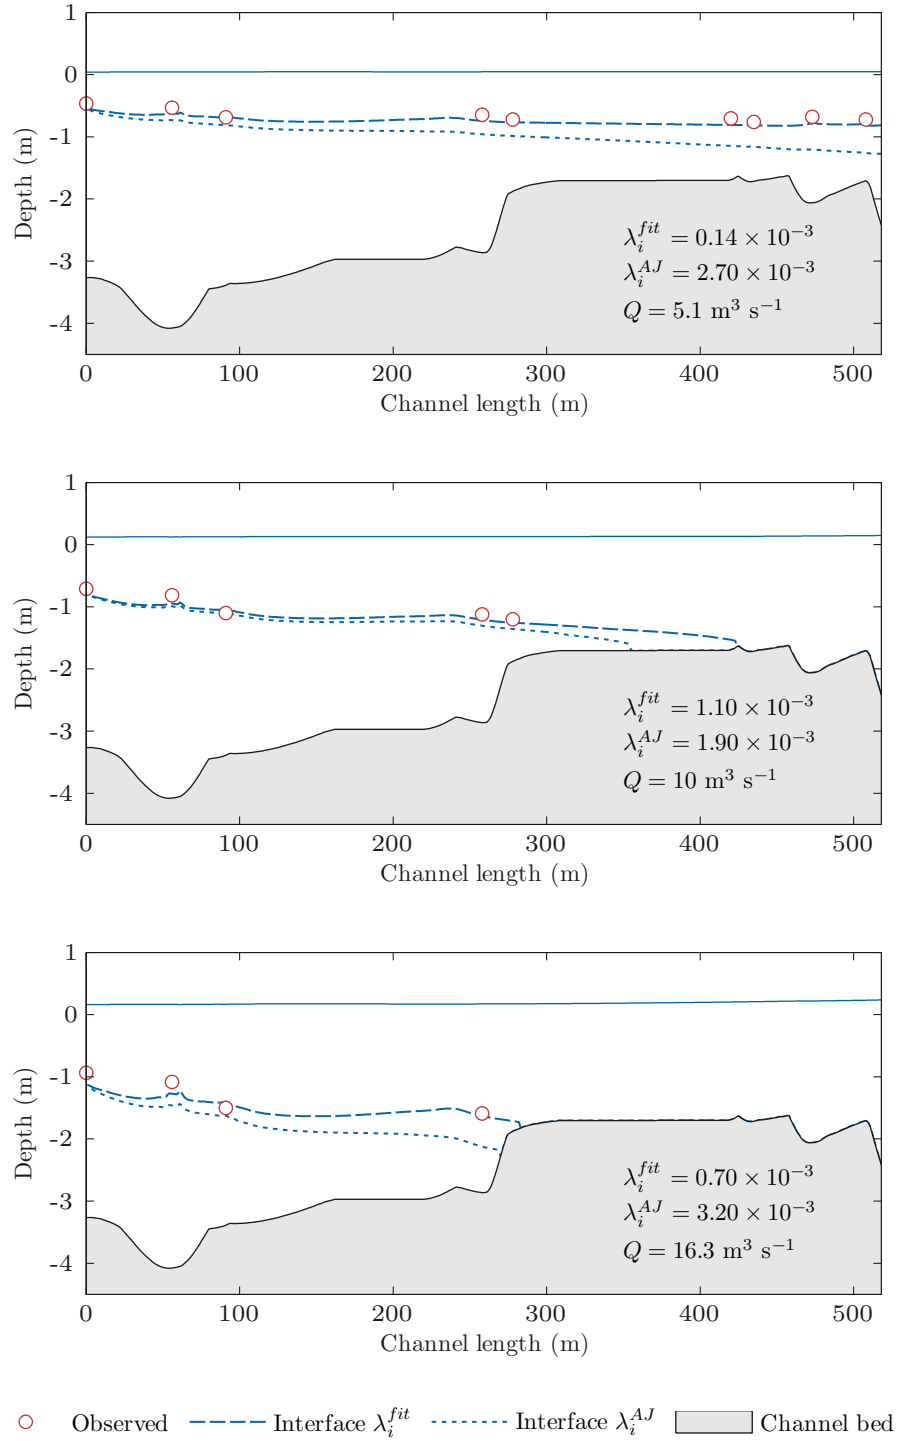 1
0
-1
-2
-3
-4
Depth (m)
λ_i^{fit} = 0.14 × 10⁻³
λ_i^{AJ} = 2.70 × 10⁻³
Q = 5.1 m³ s⁻¹
0 100 200 300 400 500
Channel length (m)
1
0
-1
-2
-3
-4
Depth (m)
λ_i^{fit} = 1.10 × 10⁻³
λ_i^{AJ} = 1.90 × 10⁻³
Q = 10 m³ s⁻¹
0 100 200 300 400 500
Channel length (m)
1
0
-1
-2
-3
-4
Depth (m)
λ_i^{fit} = 0.70 × 10⁻³
λ_i^{AJ} = 3.20 × 10⁻³
Q = 16.3 m³ s⁻¹
0 100 200 300 400 500
Channel length (m)
Observed Interface λ_i^{fit} Interface λ_i^{AJ} Channel bed